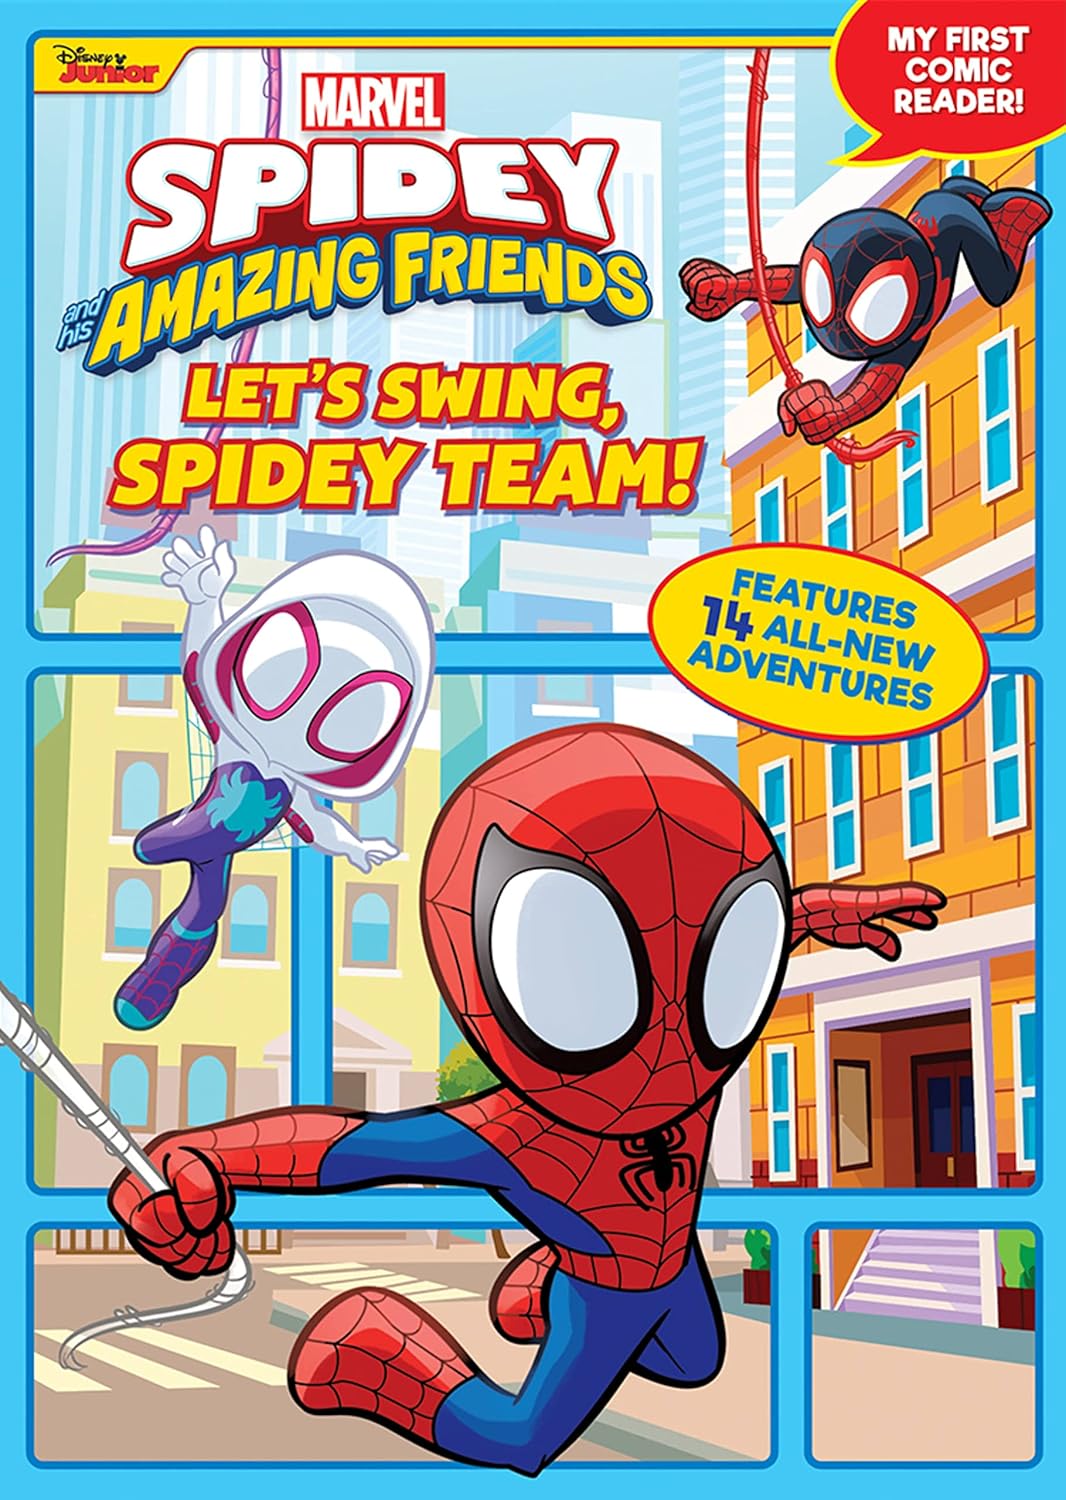 Disney
Junior
MY FIRST
COMIC
READER!
MARVEL
SPIDEY
and his AMAZING FRIENDS
LET'S SWING,
SPIDEY TEAM!
FEATURES
14 ALL-NEW
ADVENTURES